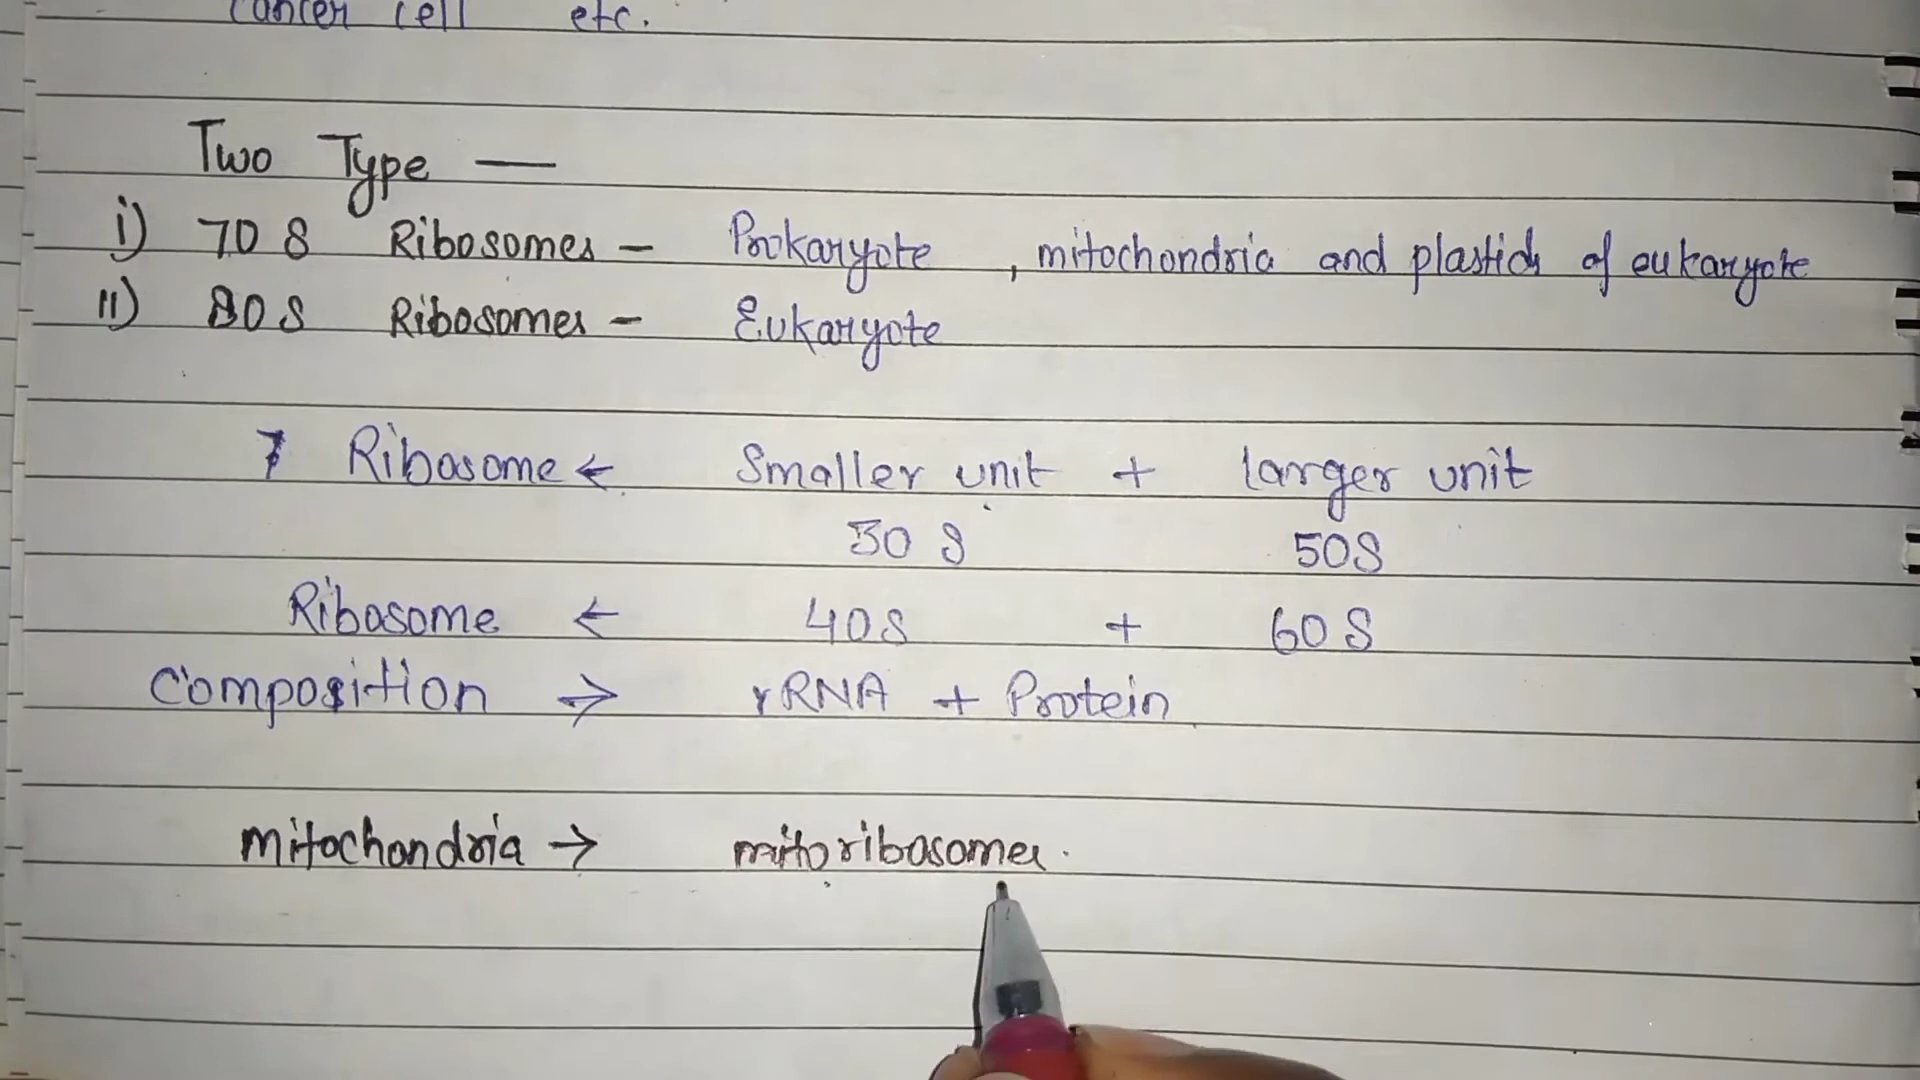 cancer cell etc.
Two Type —
i) 70 S Ribosomes – Prokaryote , mitochondria and plastids of eukaryote
II) 80 S Ribosomes – Eukaryote
7 Ribosome ← Smaller unit + larger unit
30 S 50S
Ribosome ← 40S + 60 S
Composition → rRNA + Protein
mitochondria → mitoribosomes.